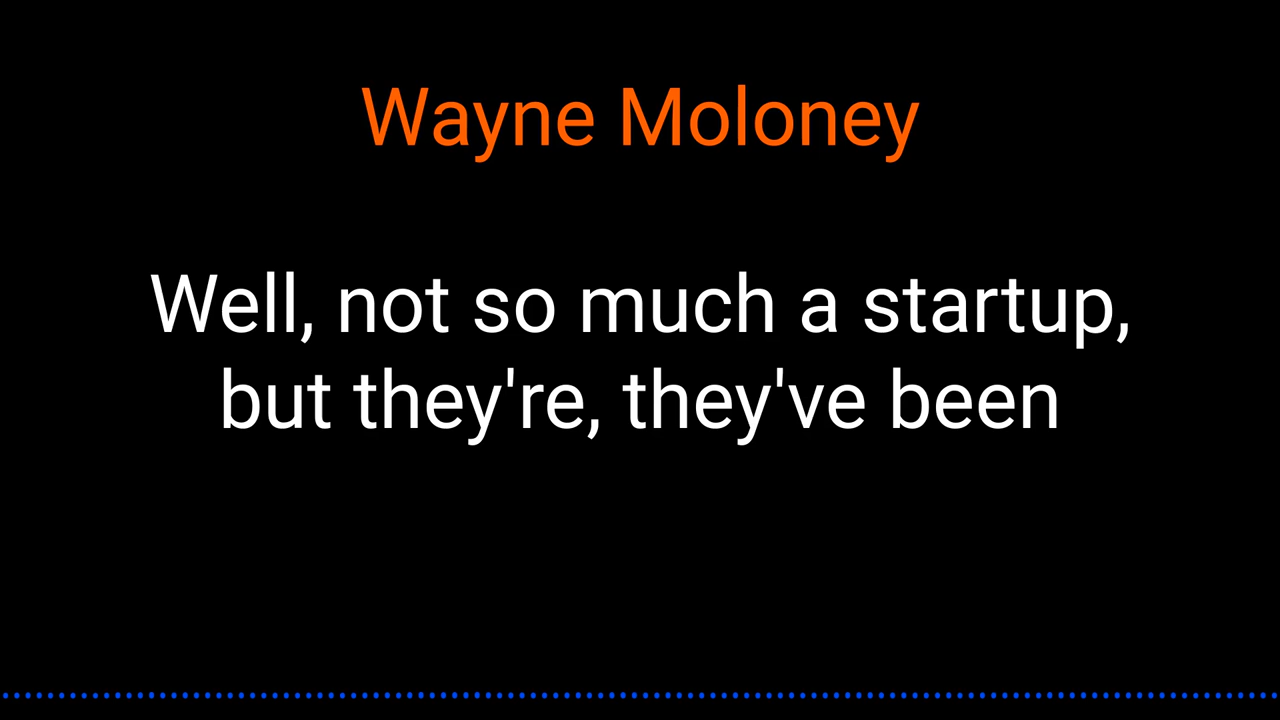 Wayne Moloney
Well, not so much a startup,
but they're, they've been